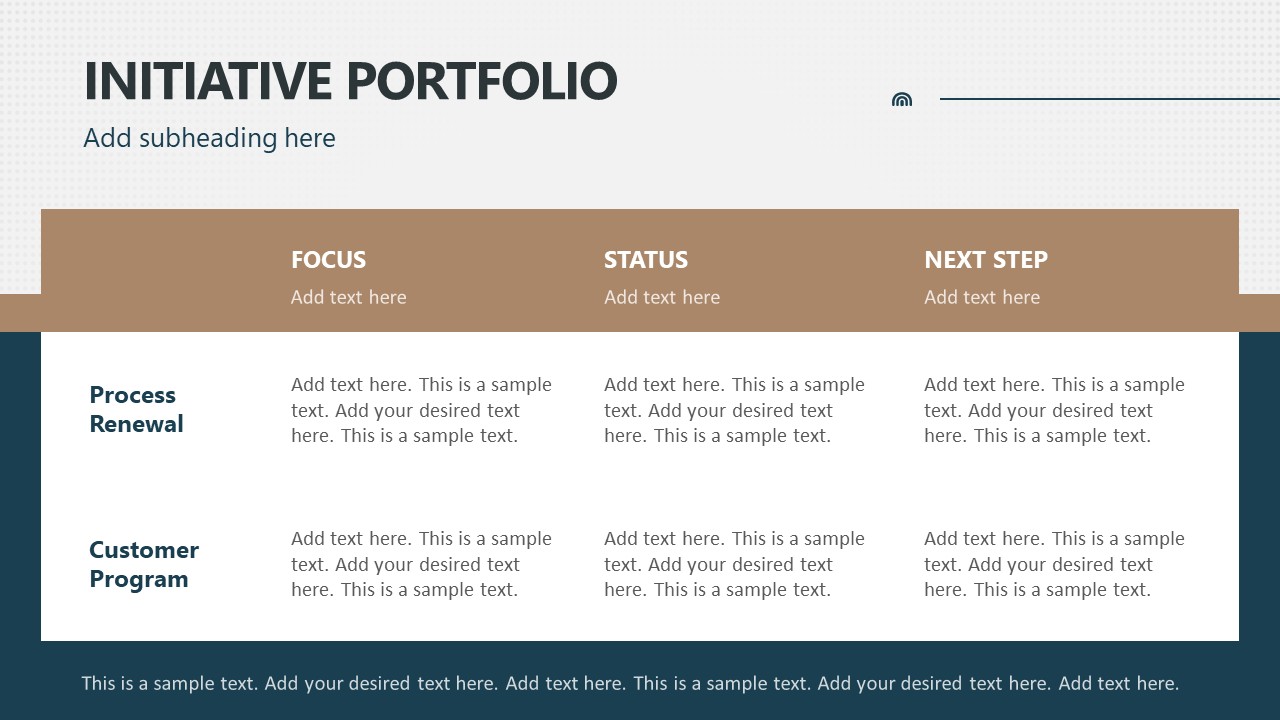 INITIATIVE PORTFOLIO
Add subheading here
FOCUS
Add text here
STATUS
Add text here
NEXT STEP
Add text here
Process
Renewal
Add text here. This is a sample
text. Add your desired text
here. This is a sample text.
Add text here. This is a sample
text. Add your desired text
here. This is a sample text.
Add text here. This is a sample
text. Add your desired text
here. This is a sample text.
Customer
Program
Add text here. This is a sample
text. Add your desired text
here. This is a sample text.
Add text here. This is a sample
text. Add your desired text
here. This is a sample text.
Add text here. This is a sample
text. Add your desired text
here. This is a sample text.
This is a sample text. Add your desired text here. Add text here. This is a sample text. Add your desired text here. Add text here.